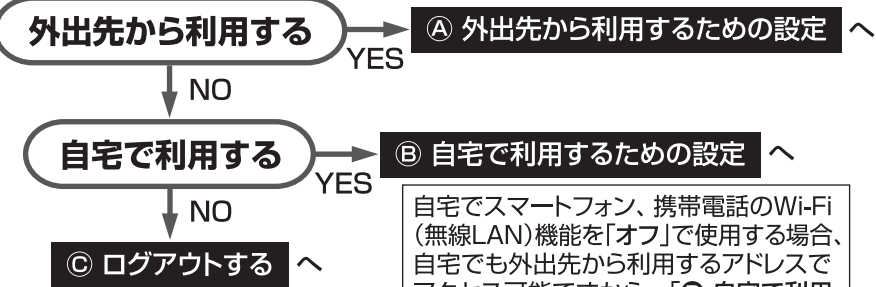 外出先から利用する
YES
Ⓐ 外出先から利用するための設定 へ
NO
自宅で利用する
YES
Ⓑ 自宅で利用するための設定 へ
NO
Ⓒ ログアウトする へ
自宅でスマートフォン、携帯電話のWi-Fi
(無線LAN)機能を「オフ」で使用する場合、
自宅でも外出先から利用するアドレスで